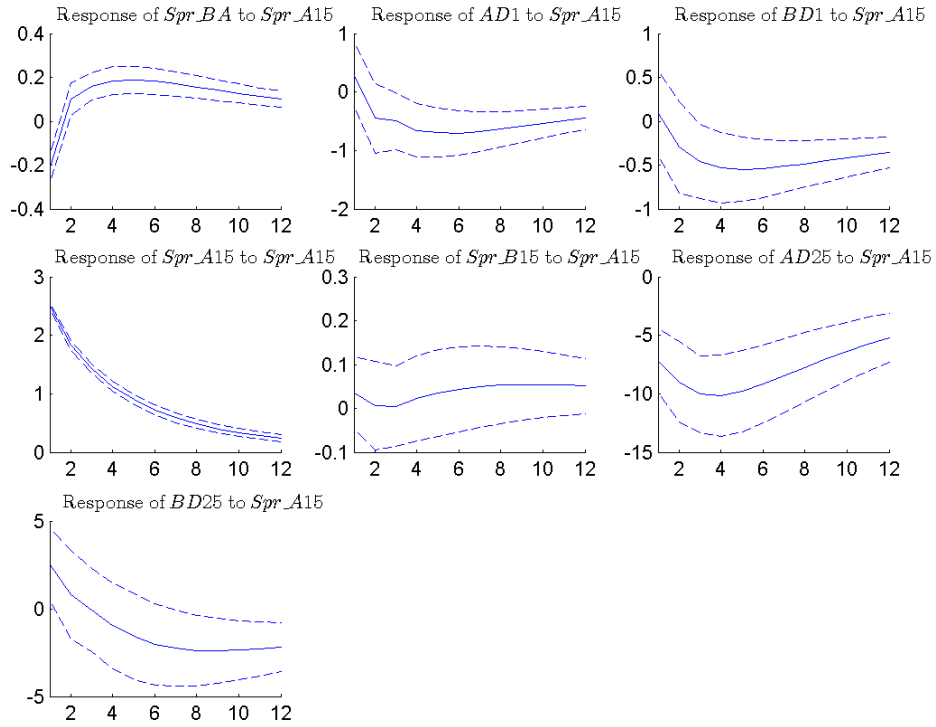 Response of Spr_BA to Spr_A15
0.4
0.2
0
-0.2
-0.4
2 4 6 8 10 12
Response of AD1 to Spr_A15
1
0
-1
-2
2 4 6 8 10 12
Response of BD1 to Spr_A15
1
0.5
0
-0.5
-1
2 4 6 8 10 12
Response of Spr_A15 to Spr_A15
3
2
1
0
2 4 6 8 10 12
Response of Spr_B15 to Spr_A15
0.3
0.2
0.1
0
-0.1
2 4 6 8 10 12
Response of AD25 to Spr_A15
0
-5
-10
-15
2 4 6 8 10 12
Response of BD25 to Spr_A15
5
0
-5
2 4 6 8 10 12